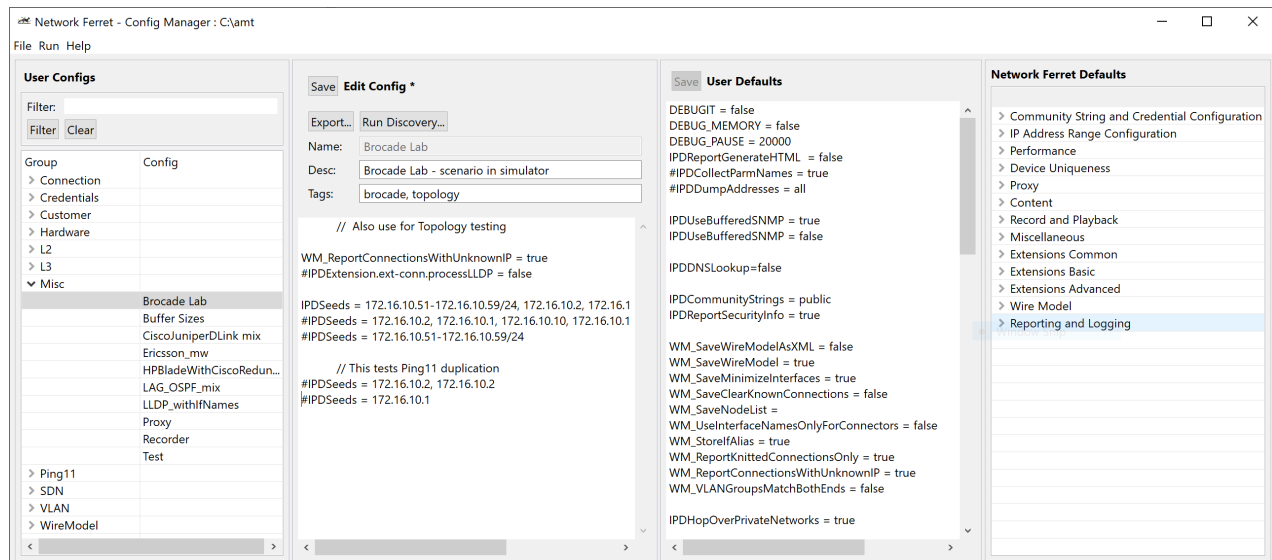 Network Ferret - Config Manager : C:\amt
File Run Help
User Configs
Filter:
Filter Clear
Group Config
Connection
Credentials
Customer
Hardware
L2
L3
Misc
Brocade Lab
Buffer Sizes
CiscoJuniperDLink mix
Ericsson_mw
HPBladeWithCiscoRedun...
LAG_OSPF_mix
LLDP_withIfNames
Proxy
Recorder
Test
Ping11
SDN
VLAN
WireModel
Save Edit Config *
Export... Run Discovery...
Name: Brocade Lab
Desc: Brocade Lab - scenario in simulator
Tags: brocade, topology
// Also use for Topology testing
WM_ReportConnectionsWithUnknownIP = true
#IPDExtension.ext-conn.processLLDP = false
IPDSeeds = 172.16.10.51-172.16.10.59/24, 172.16.10.2, 172.16.1
#IPDSeeds = 172.16.10.2, 172.16.10.1, 172.16.10.10, 172.16.10.1
#IPDSeeds = 172.16.10.51-172.16.10.59/24
// This tests Ping11 duplication
#IPDSeeds = 172.16.10.2, 172.16.10.2
#IPDSeeds = 172.16.10.1
Save User Defaults
DEBUGIT = false
DEBUG_MEMORY = false
DEBUG_PAUSE = 20000
IPDReportGenerateHTML = false
#IPDCollectParmNames = true
#IPDDumpAddresses = all
IPDUseBufferedSNMP = true
IPDUseBufferedSNMP = false
IPDDNSLookup=false
IPDCommunityStrings = public
IPDReportSecurityInfo = true
WM_SaveWireModelAsXML = false
WM_SaveWireModel = true
WM_SaveMinimizeInterfaces = true
WM_SaveClearKnownConnections = false
WM_SaveNodeList =
WM_UseInterfaceNamesOnlyForConnectors = false
WM_StoreIfAlias = true
WM_ReportKnittedConnectionsOnly = true
WM_ReportConnectionsWithUnknownIP = true
WM_VLANGroupsMatchBothEnds = false
IPDHopOverPrivateNetworks = true
Network Ferret Defaults
Community String and Credential Configuration
IP Address Range Configuration
Performance
Device Uniqueness
Proxy
Content
Record and Playback
Miscellaneous
Extensions Common
Extensions Basic
Extensions Advanced
Wire Model
Reporting and Logging